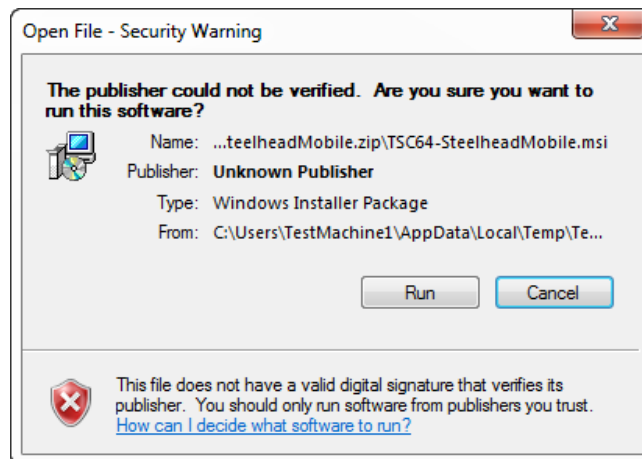 Open File - Security Warning
The publisher could not be verified. Are you sure you want to
run this software?
Name: ...teelheadMobile.zip\TSC64-SteelheadMobile.msi
Publisher: Unknown Publisher
Type: Windows Installer Package
From: C:\Users\TestMachine1\AppData\Local\Temp\Te...
Run Cancel
This file does not have a valid digital signature that verifies its
publisher. You should only run software from publishers you trust.
How can I decide what software to run?